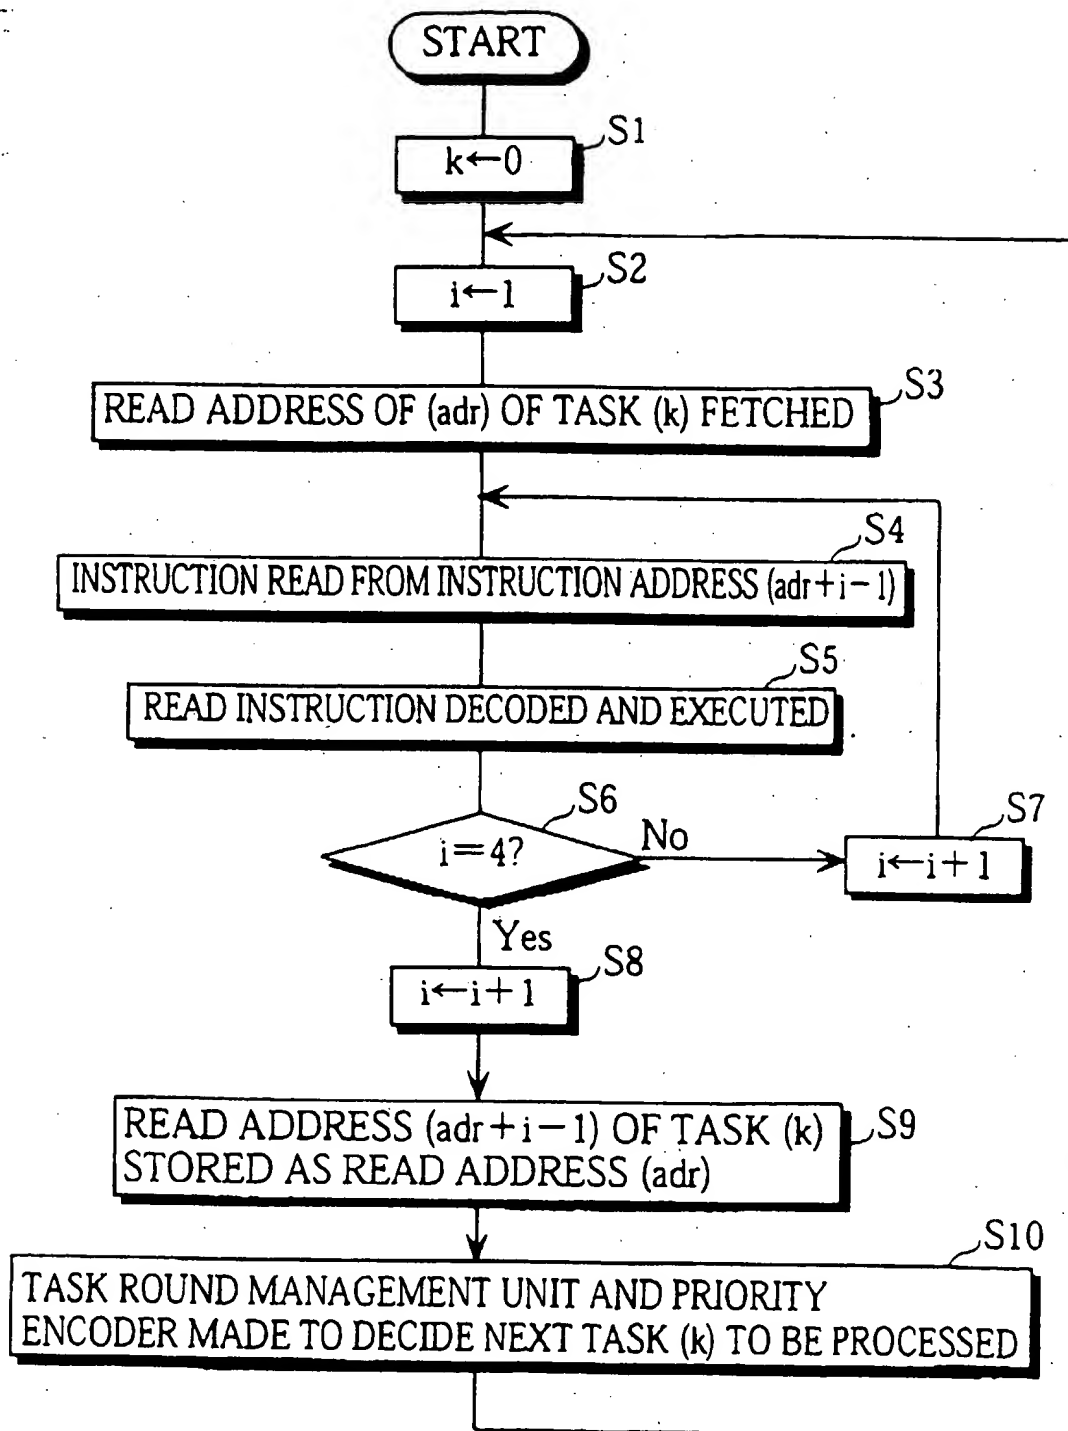 START
S1
k←0
S2
i←1
S3
READ ADDRESS OF (adr) OF TASK (k) FETCHED
S4
INSTRUCTION READ FROM INSTRUCTION ADDRESS (adr+i−1)
S5
READ INSTRUCTION DECODED AND EXECUTED
S6
i=4?
No
S7
i←i+1
Yes
S8
i←i+1
S9
READ ADDRESS (adr+i−1) OF TASK (k)
STORED AS READ ADDRESS (adr)
S10
TASK ROUND MANAGEMENT UNIT AND PRIORITY
ENCODER MADE TO DECIDE NEXT TASK (k) TO BE PROCESSED